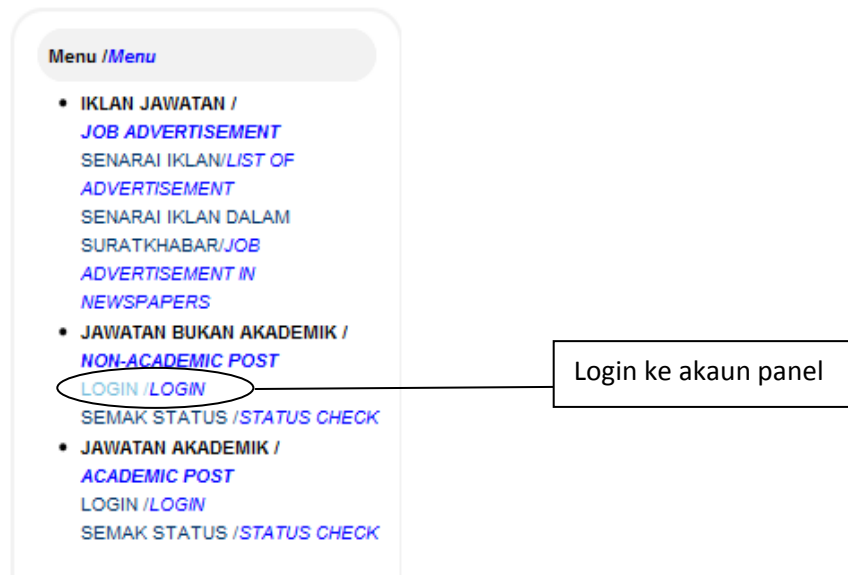 Menu /Menu
• IKLAN JAWATAN /
JOB ADVERTISEMENT
SENARAI IKLAN/LIST OF
ADVERTISEMENT
SENARAI IKLAN DALAM
SURATKHABAR/JOB
ADVERTISEMENT IN
NEWSPAPERS
• JAWATAN BUKAN AKADEMIK /
NON-ACADEMIC POST
LOGIN /LOGIN
Login ke akaun panel
SEMAK STATUS /STATUS CHECK
• JAWATAN AKADEMIK /
ACADEMIC POST
LOGIN /LOGIN
SEMAK STATUS /STATUS CHECK